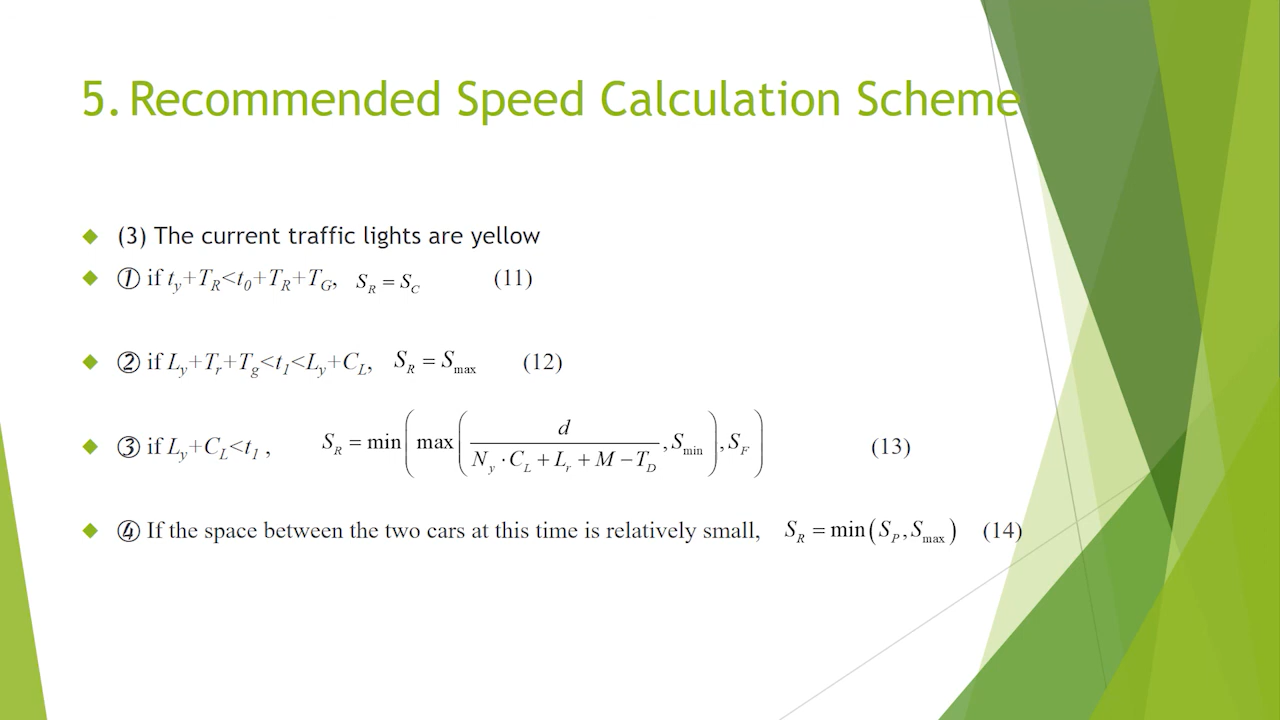 5. Recommended Speed Calculation Scheme
(3) The current traffic lights are yellow
① if t_y+T_R<t_0+T_R+T_G, S_R = S_C (11)
② if L_y+T_r+T_g<t_1<L_y+C_L, S_R = S_max (12)
③ if L_y+C_L<t_1, S_R = min(max(d/(N_y·C_L+L_r+M−T_D), S_min), S_F) (13)
④ If the space between the two cars at this time is relatively small, S_R = min(S_P, S_max) (14)